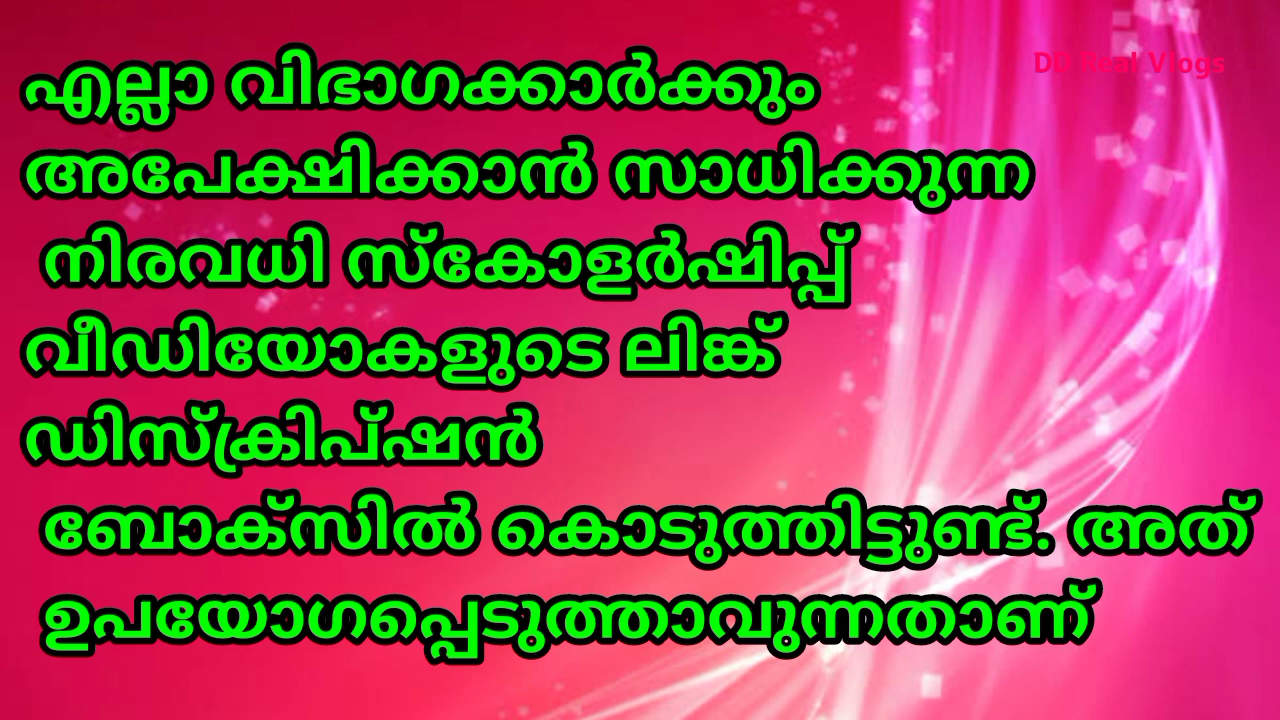 DD Real Vlogs
എല്ലാ വിഭാഗക്കാർക്കും
അപേക്ഷിക്കാൻ സാധിക്കുന്ന
നിരവധി സ്കോളർഷിപ്പ്
വീഡിയോകളുടെ ലിങ്ക്
ഡിസ്ക്രിപ്ഷൻ
ബോക്സിൽ കൊടുത്തിട്ടുണ്ട്. അത്
ഉപയോഗപ്പെടുത്താവുന്നതാണ്